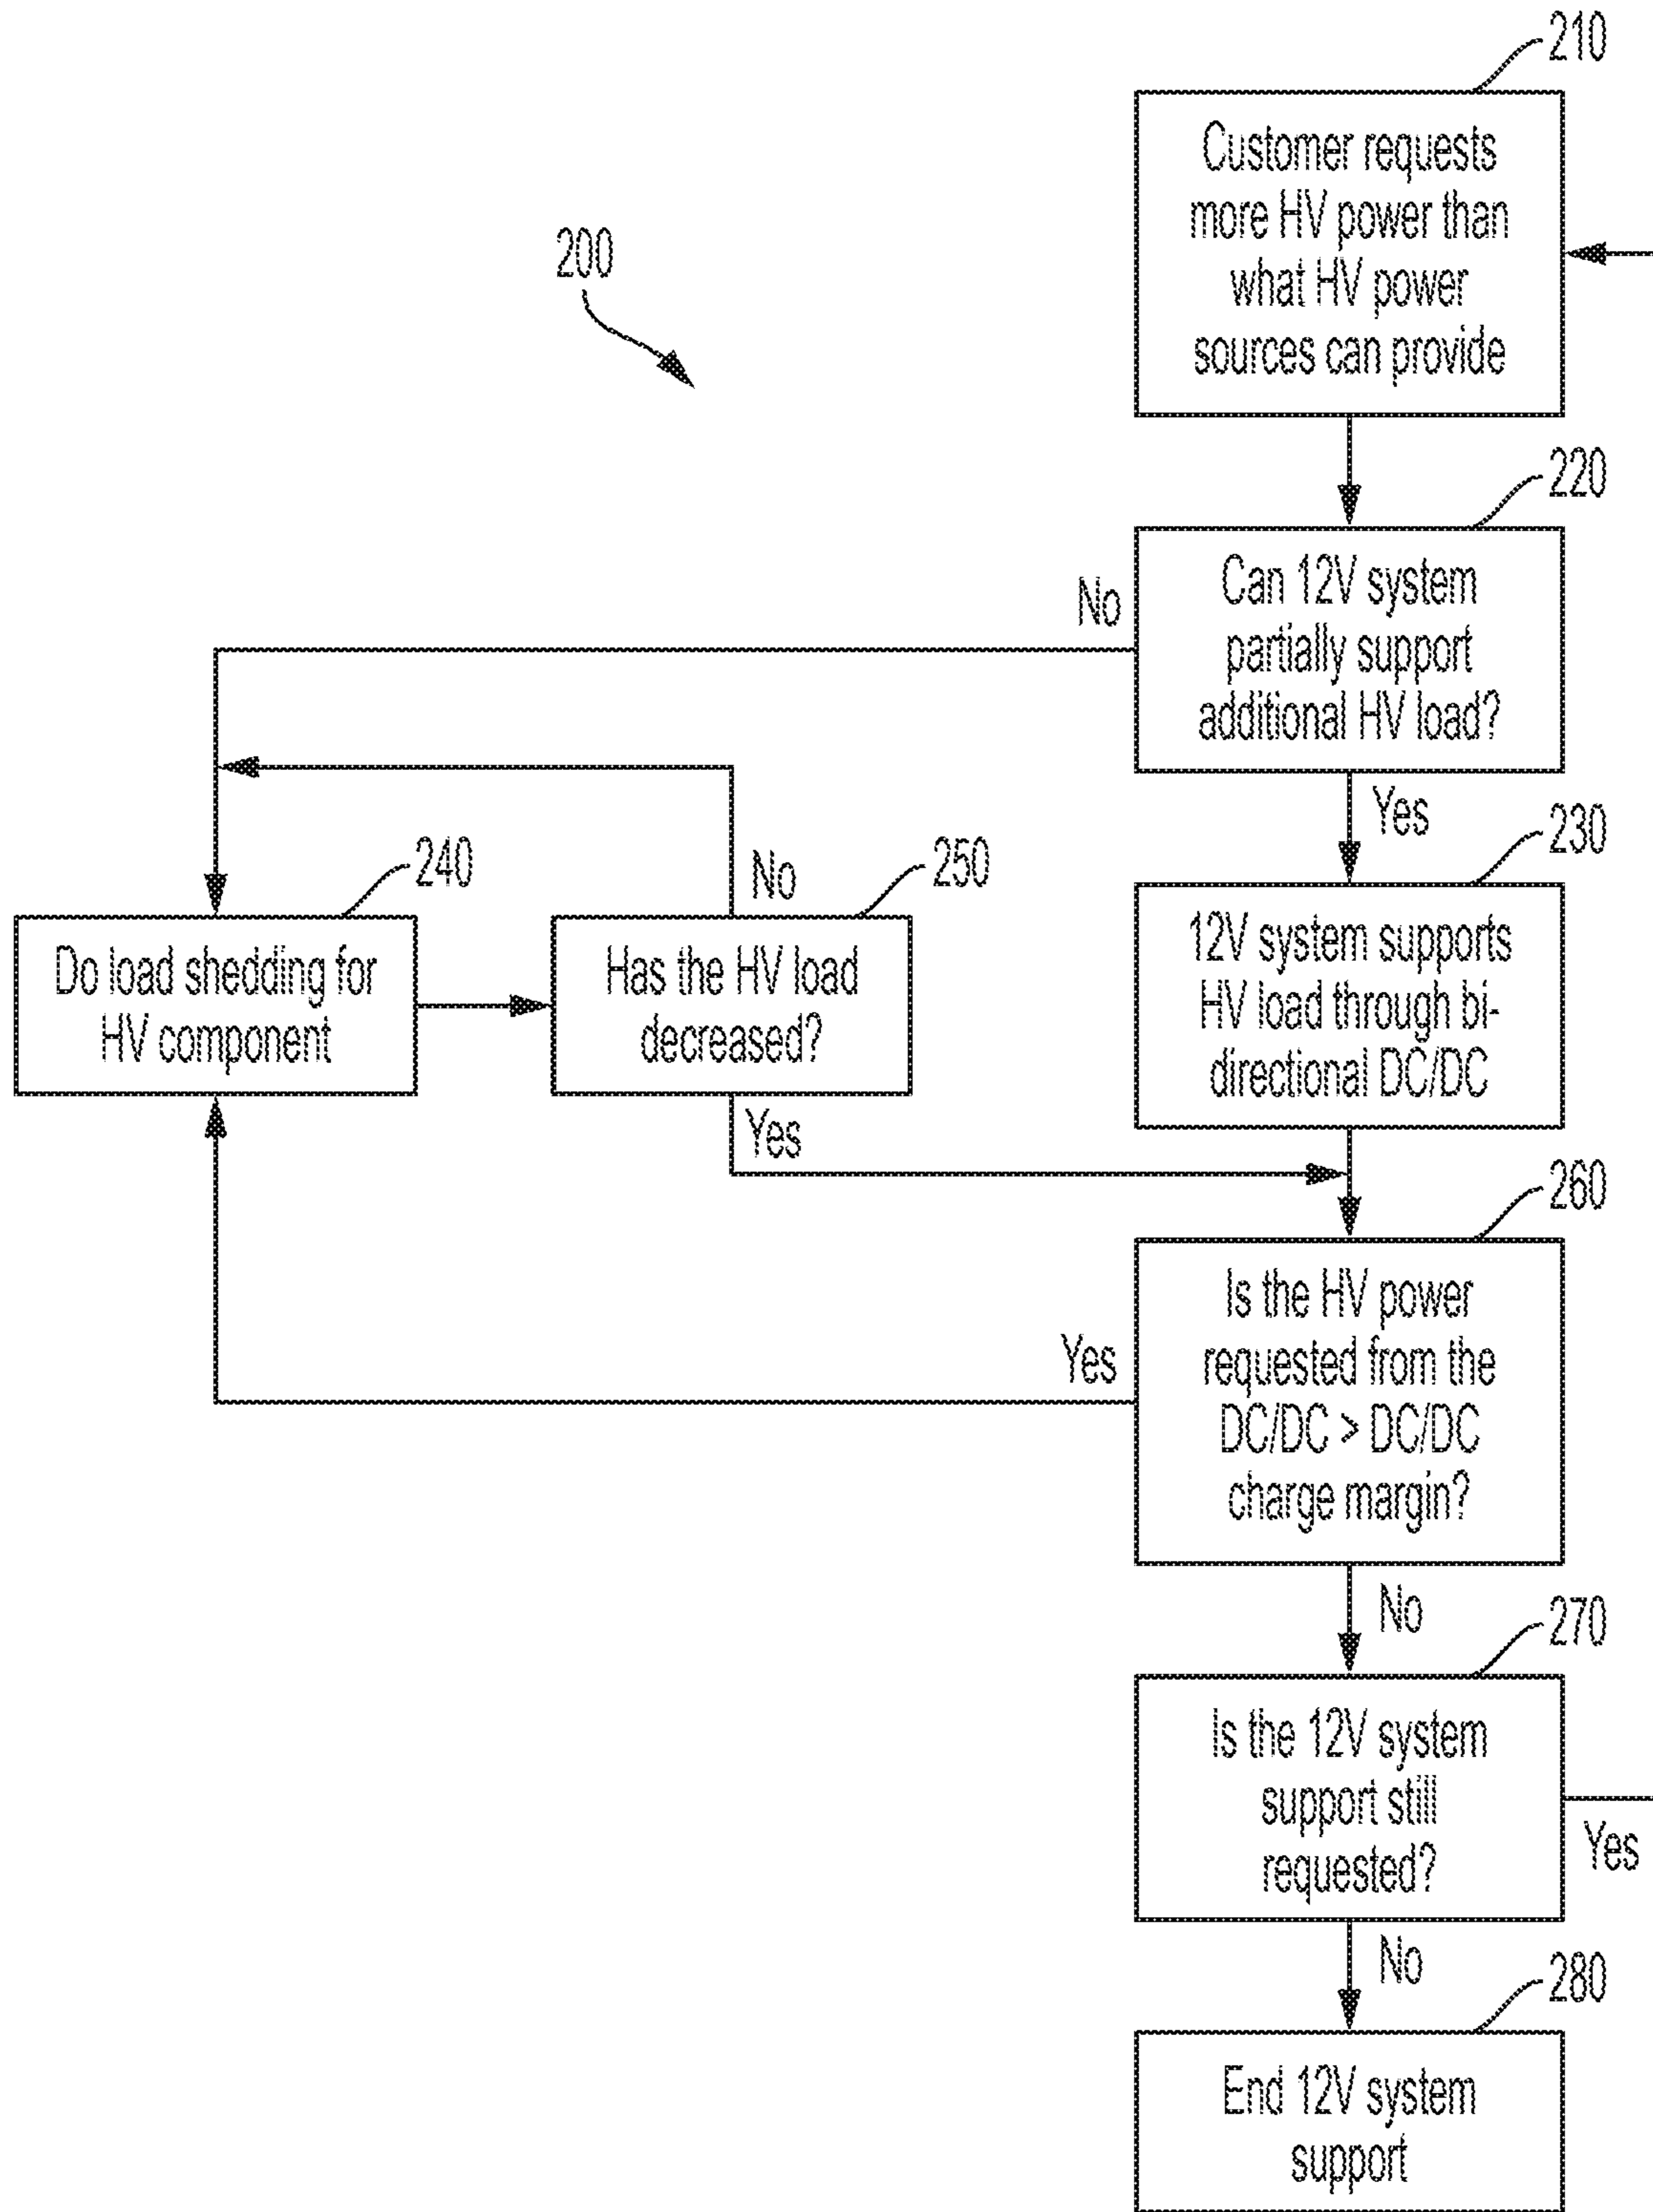 210
Customer requests
more HV power than
what HV power
sources can provide
200
220
Can 12V system
partially support
additional HV load?
No
Yes
230
12V system supports
HV load through bi-
directional DC/DC
240
Do load shedding for
HV component
No
250
Has the HV load
decreased?
Yes
260
Is the HV power
requested from the
DC/DC > DC/DC
charge margin?
Yes
No
270
Is the 12V system
support still
requested?
Yes
No
280
End 12V system
support